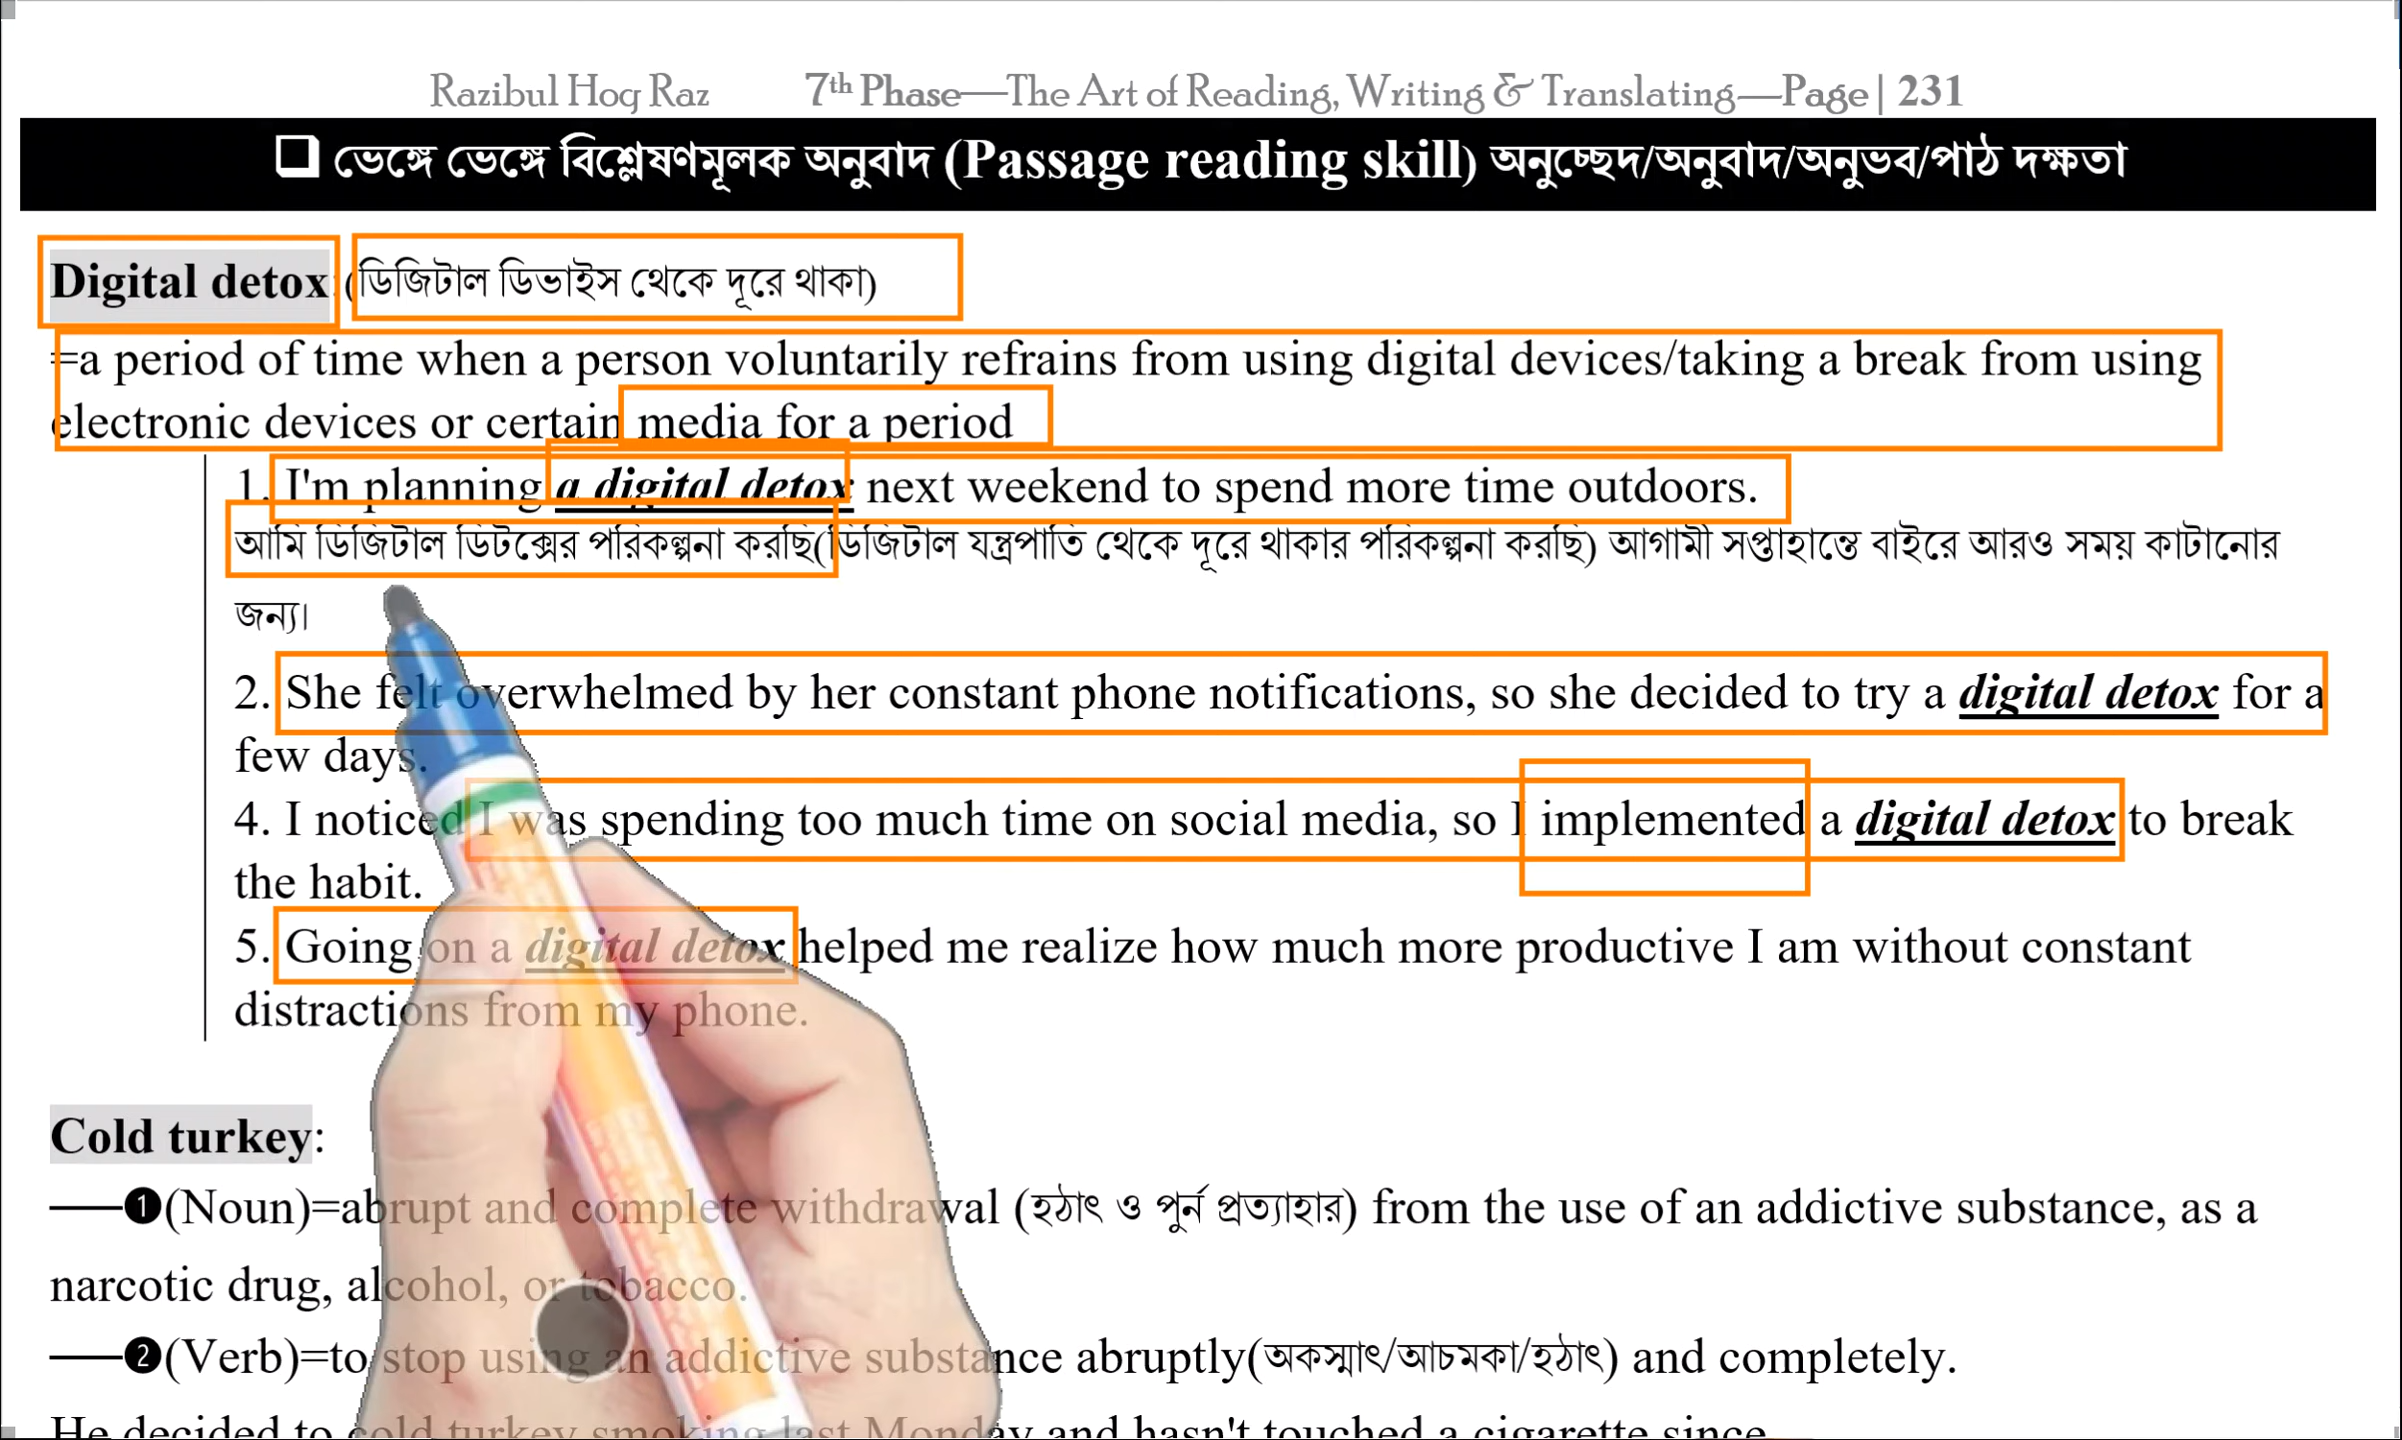 Razibul Hoq Raz 7th Phase—The Art of Reading, Writing & Translating—Page | 231
❑ ভেঙ্গে ভেঙ্গে বিশ্লেষণমূলক অনুবাদ (Passage reading skill) অনুচ্ছেদ/অনুবাদ/অনুভব/পাঠ দক্ষতা
Digital detox: (ডিজিটাল ডিভাইস থেকে দূরে থাকা)
=a period of time when a person voluntarily refrains from using digital devices/taking a break from using
electronic devices or certain media for a period
1. I'm planning a digital detox next weekend to spend more time outdoors.
আমি ডিজিটাল ডিটক্সের পরিকল্পনা করছি(ডিজিটাল যন্ত্রপাতি থেকে দূরে থাকার পরিকল্পনা করছি) আগামী সপ্তাহান্তে বাইরে আরও সময় কাটানোর
জন্য।
2. She felt overwhelmed by her constant phone notifications, so she decided to try a digital detox for a
few days.
4. I noticed I was spending too much time on social media, so I implemented a digital detox to break
the habit.
5. Going on a digital detox helped me realize how much more productive I am without constant
distractions from my phone.
Cold turkey:
—❶(Noun)=abrupt and complete withdrawal (হঠাৎ ও পুর্ন প্রত্যাহার) from the use of an addictive substance, as a
narcotic drug, alcohol, or tobacco.
—❷(Verb)=to stop using an addictive substance abruptly(অকস্মাৎ/আচমকা/হঠাৎ) and completely.
He decided to cold turkey smoking last Monday and hasn't touched a cigarette since